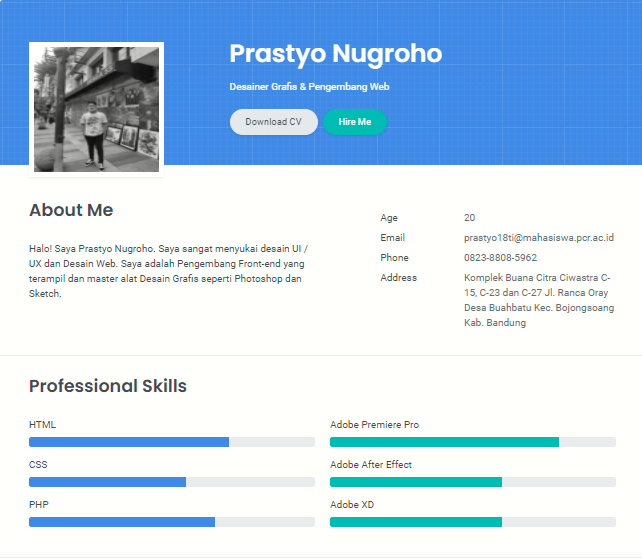 Prastyo Nugroho
Desainer Grafis & Pengembang Web
Download CV
Hire Me
About Me
Halo! Saya Prastyo Nugroho. Saya sangat menyukai desain UI /
UX dan Desain Web. Saya adalah Pengembang Front-end yang
terampil dan master alat Desain Grafis seperti Photoshop dan
Sketch.
Age 20
Email prastyo18ti@mahasiswa.pcr.ac.id
Phone 0823-8808-5962
Address Komplek Buana Citra Ciwastra C-
15, C-23 dan C-27 Jl. Ranca Oray
Desa Buahbatu Kec. Bojongsoang
Kab. Bandung
Professional Skills
HTML
Adobe Premiere Pro
CSS
Adobe After Effect
PHP
Adobe XD